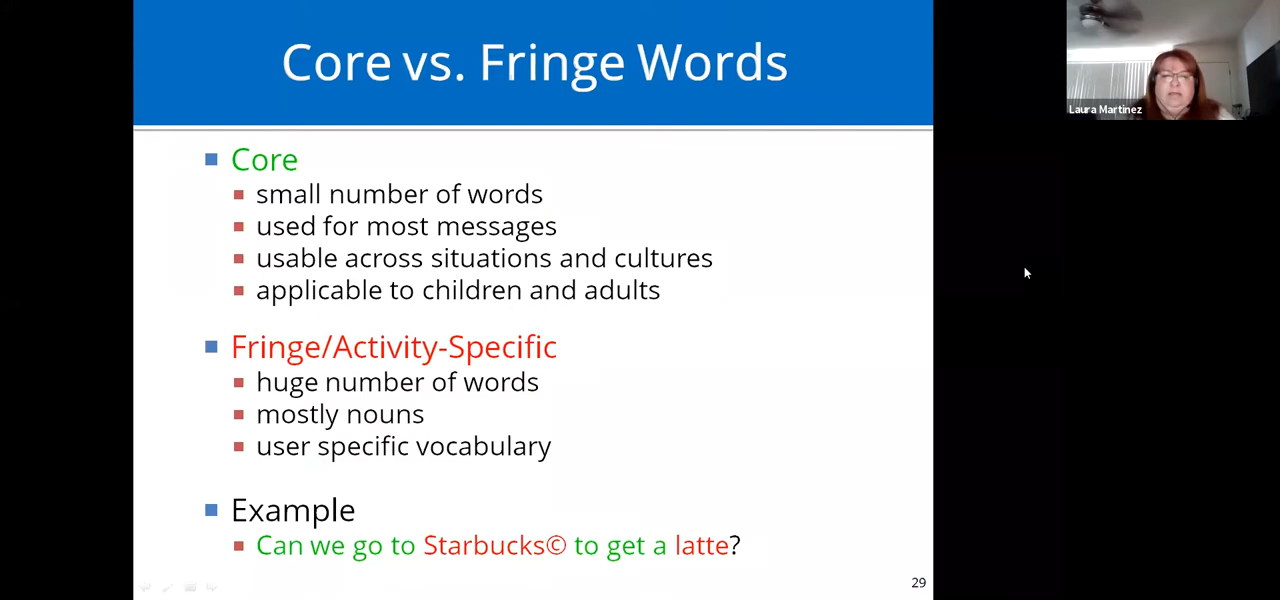 Core vs. Fringe Words
Laura Martinez
Core
small number of words
used for most messages
usable across situations and cultures
applicable to children and adults
Fringe/Activity-Specific
huge number of words
mostly nouns
user specific vocabulary
Example
Can we go to Starbucks© to get a latte?
29